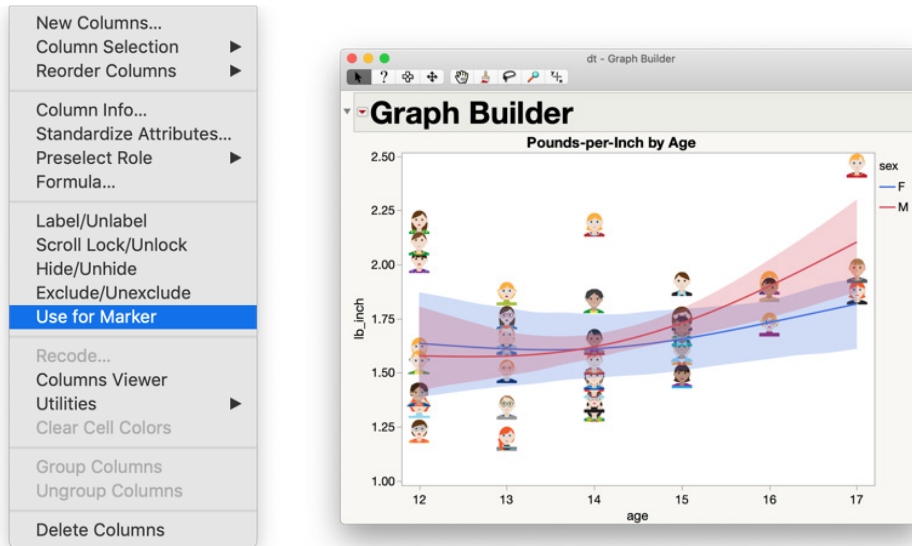 New Columns...
Column Selection
Reorder Columns
Column Info...
Standardize Attributes...
Preselect Role
Formula...
Label/Unlabel
Scroll Lock/Unlock
Hide/Unhide
Exclude/Unexclude
Use for Marker
Recode...
Columns Viewer
Utilities
Clear Cell Colors
Group Columns
Ungroup Columns
Delete Columns
dt - Graph Builder
?
Graph Builder
Pounds-per-Inch by Age
2.50
2.25
2.00
1.75
1.50
1.25
1.00
lb_inch
12 13 14 15 16 17
age
sex
F
M